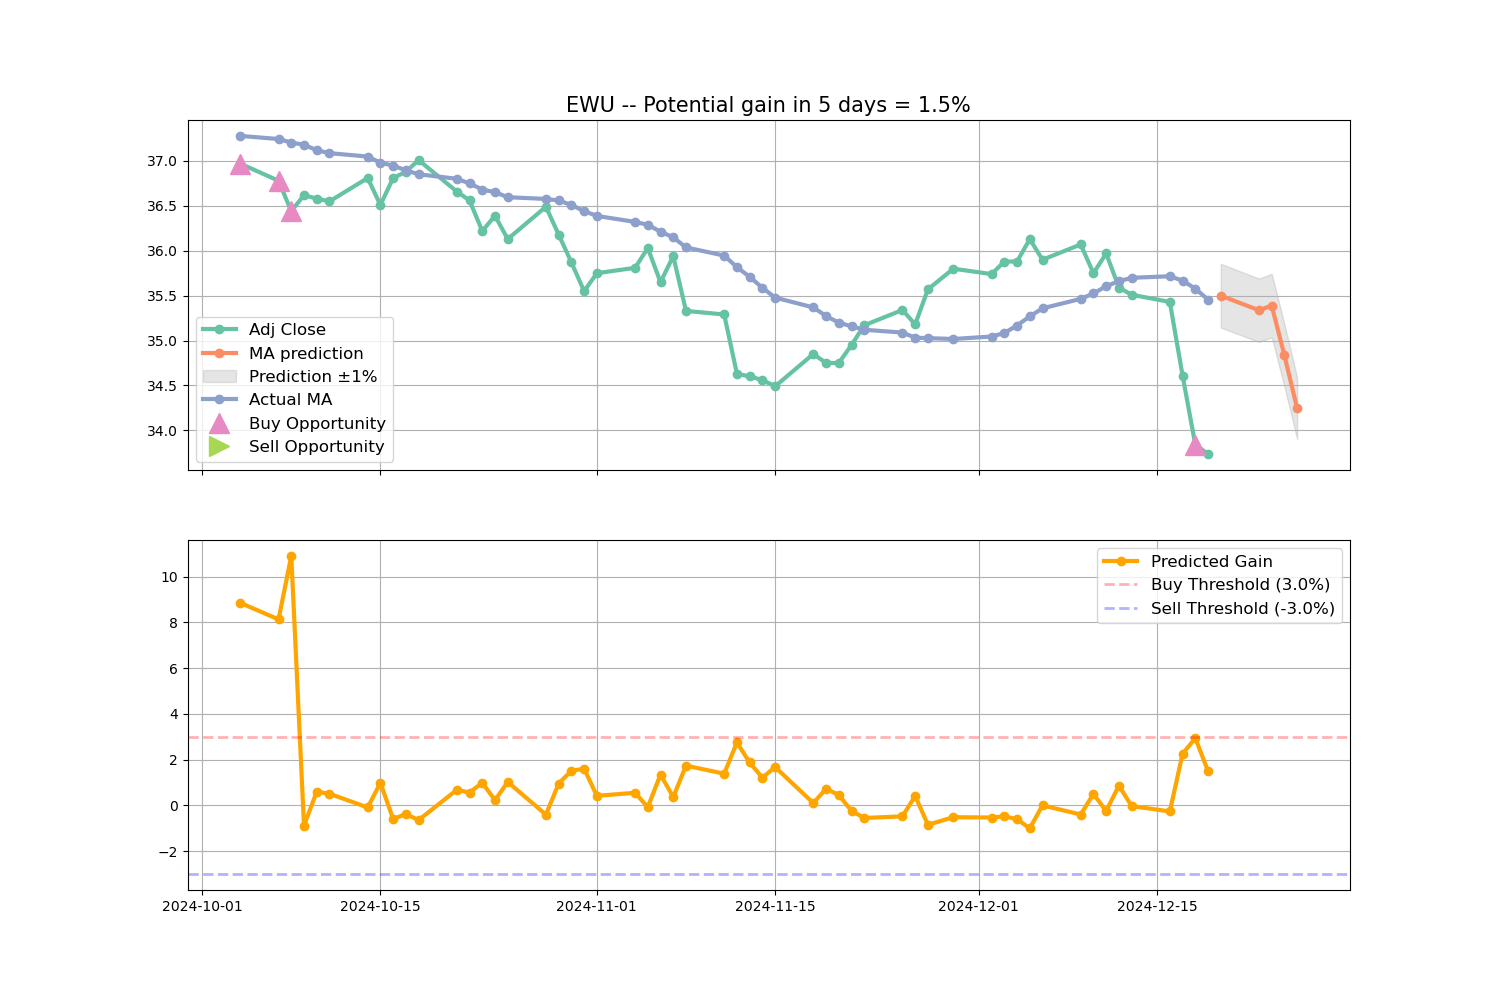 EWU -- Potential gain in 5 days = 1.5%
37.0
36.5
36.0
35.5
35.0
34.5
34.0
Adj Close
MA prediction
Prediction ±1%
Actual MA
Buy Opportunity
Sell Opportunity
10
8
6
4
2
0
−2
Predicted Gain
Buy Threshold (3.0%)
Sell Threshold (-3.0%)
2024-10-01
2024-10-15
2024-11-01
2024-11-15
2024-12-01
2024-12-15